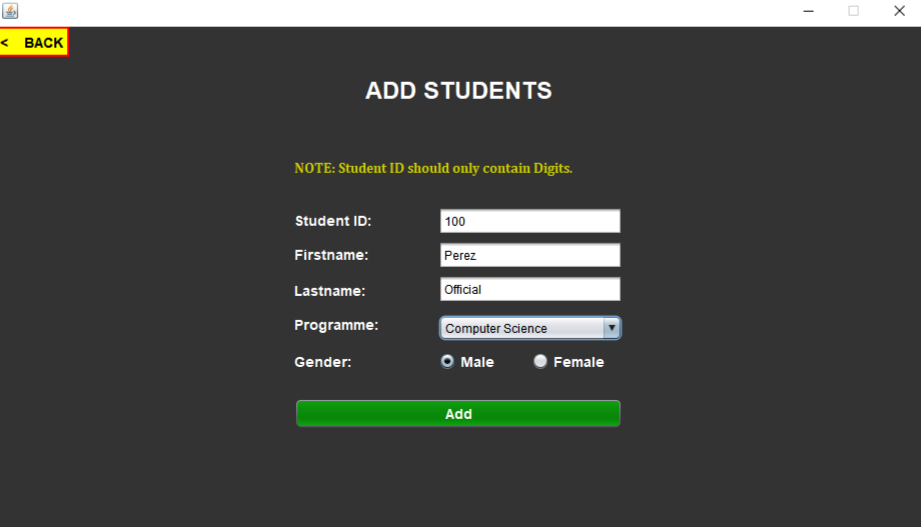 < BACK
ADD STUDENTS
NOTE: Student ID should only contain Digits.
Student ID: 100
Firstname: Perez
Lastname: Official
Programme: Computer Science
Gender: Male Female
Add